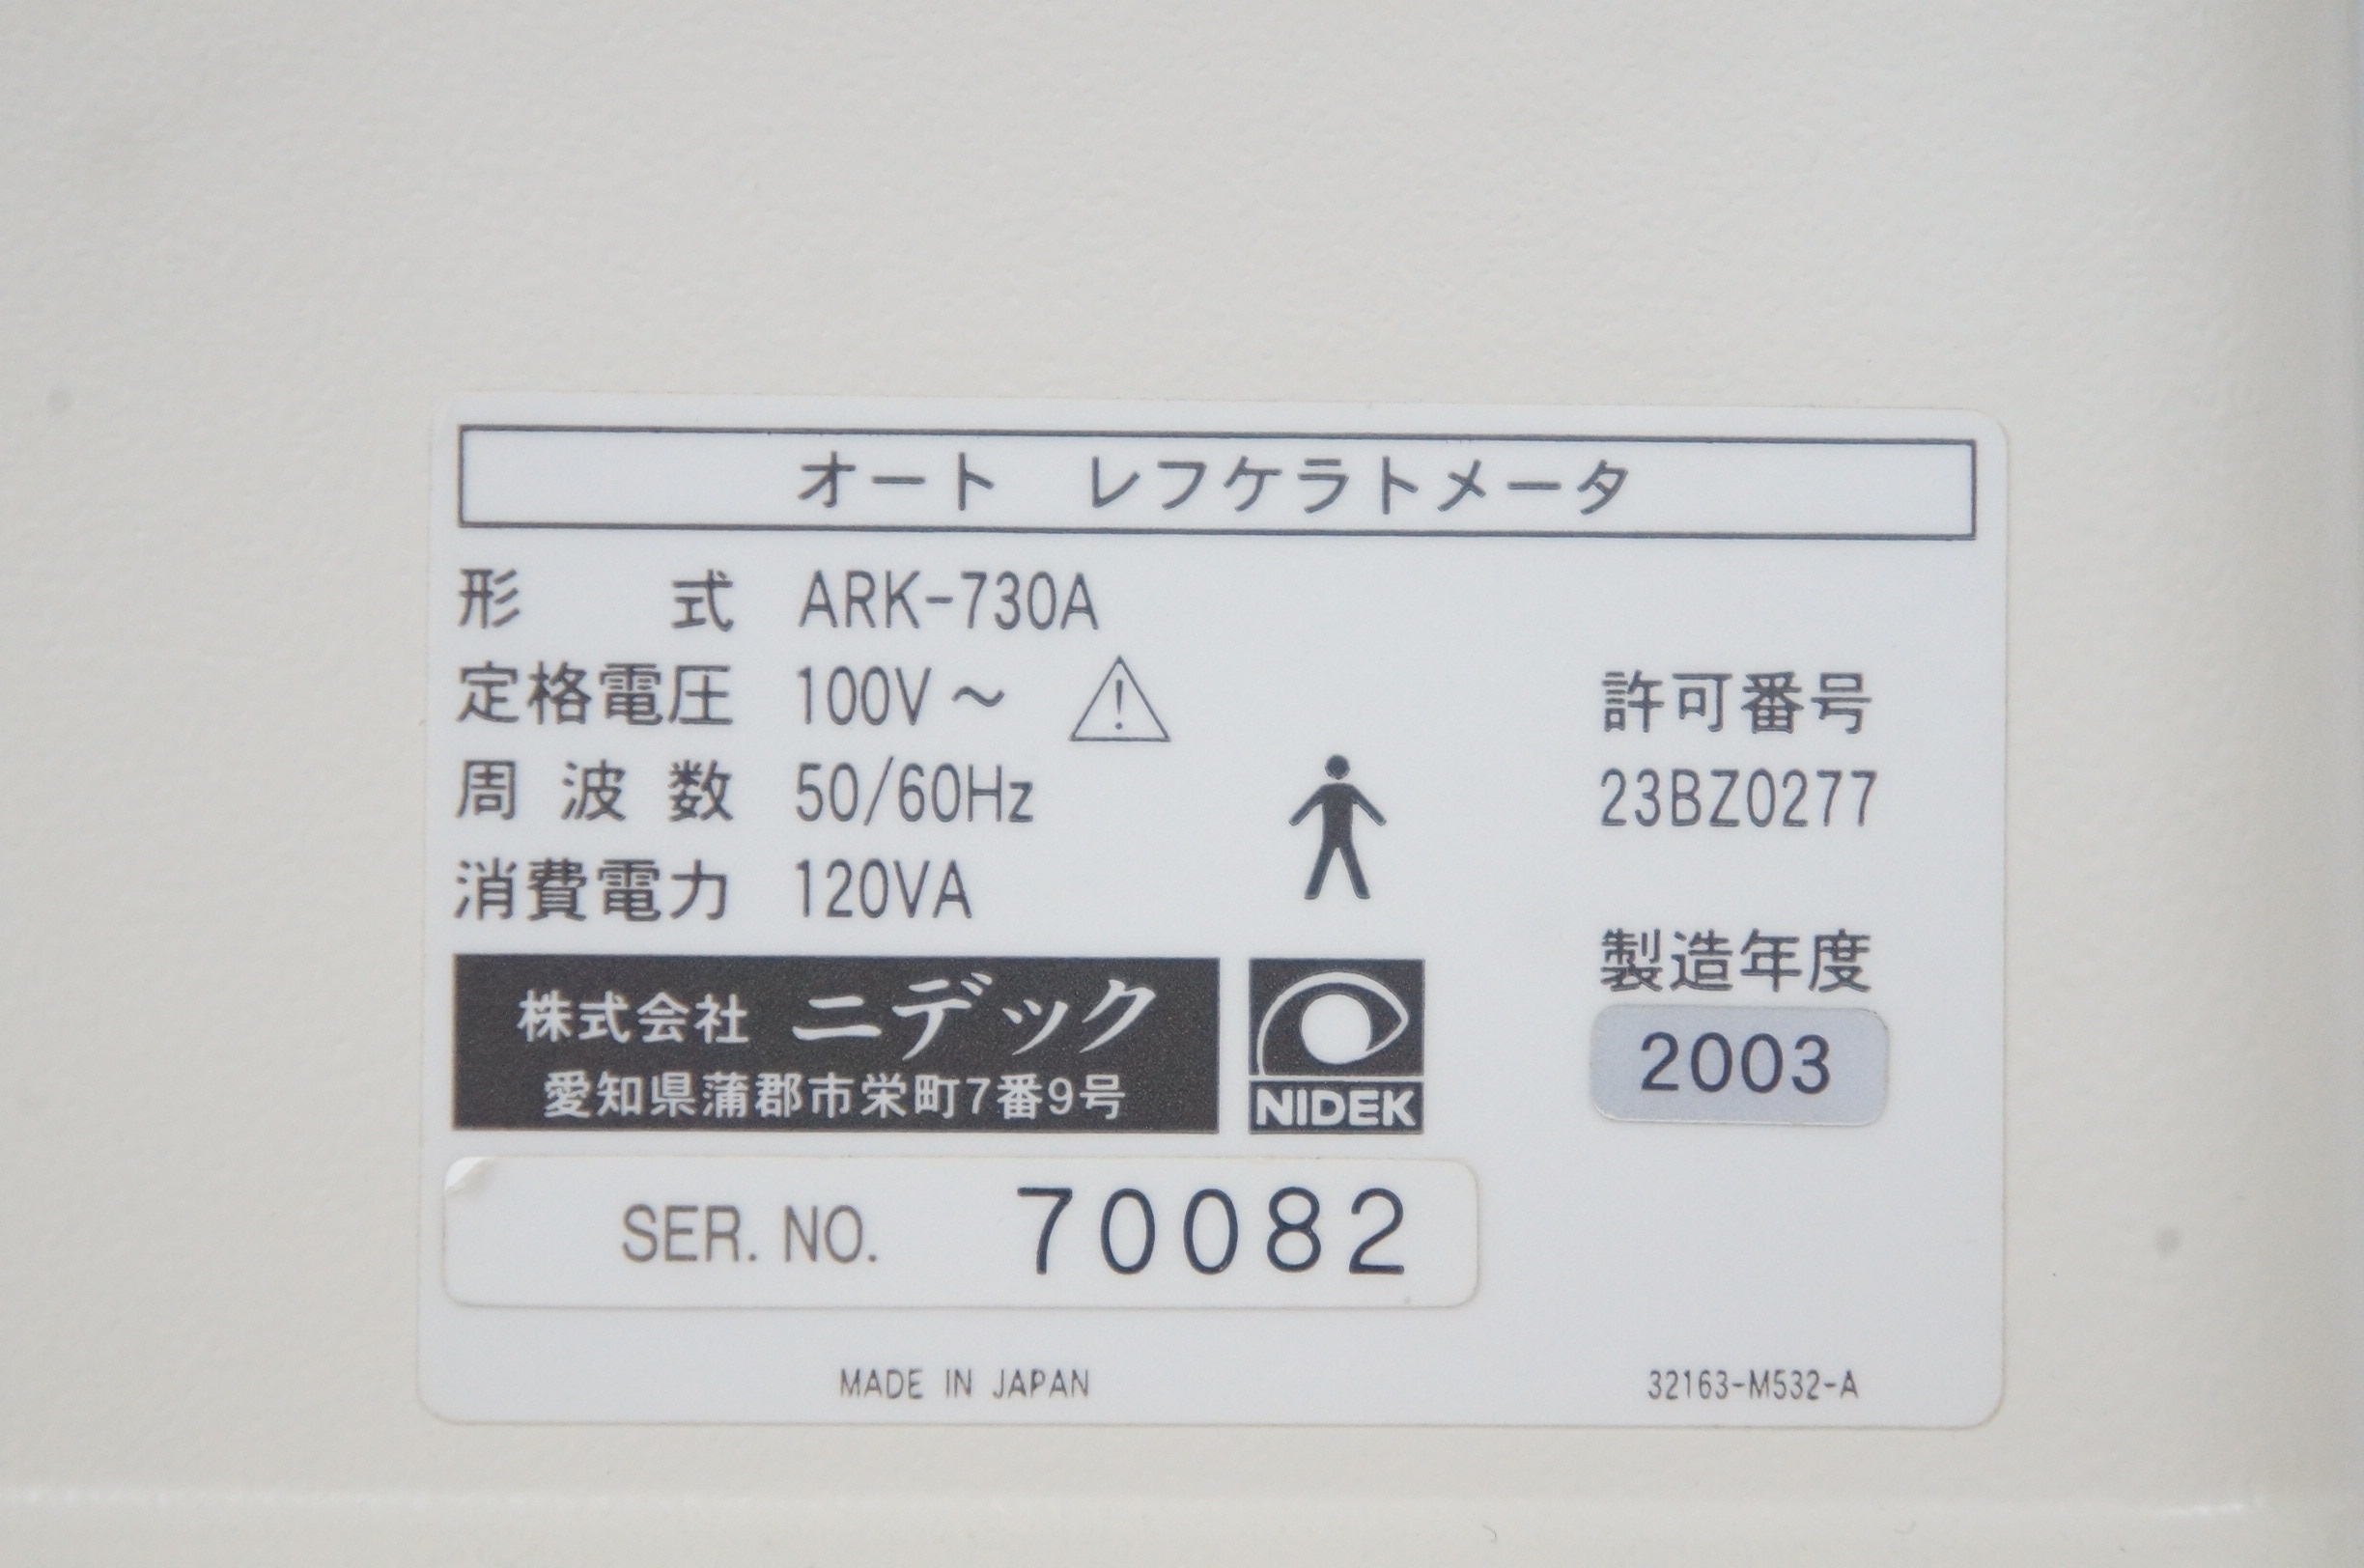 オート レフケラトメータ
形 式 ARK-730A
定格電圧 100V～
周波数 50/60Hz
消費電力 120VA
許可番号
23BZ0277
製造年度
2003
株式会社 ニデック
愛知県蒲郡市栄町7番9号
NIDEK
SER. NO. 70082
MADE IN JAPAN
32163-M532-A